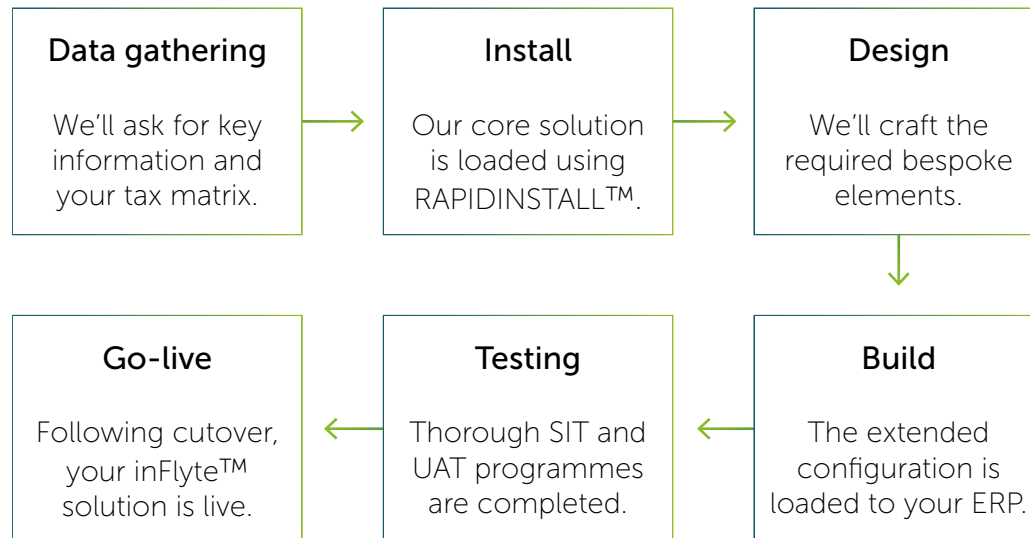 Data gathering
We’ll ask for key
information and
your tax matrix.
Install
Our core solution
is loaded using
RAPIDINSTALL™.
Design
We’ll craft the
required bespoke
elements.
Build
The extended
configuration is
loaded to your ERP.
Testing
Thorough SIT and
UAT programmes
are completed.
Go-live
Following cutover,
your inFlyte™
solution is live.